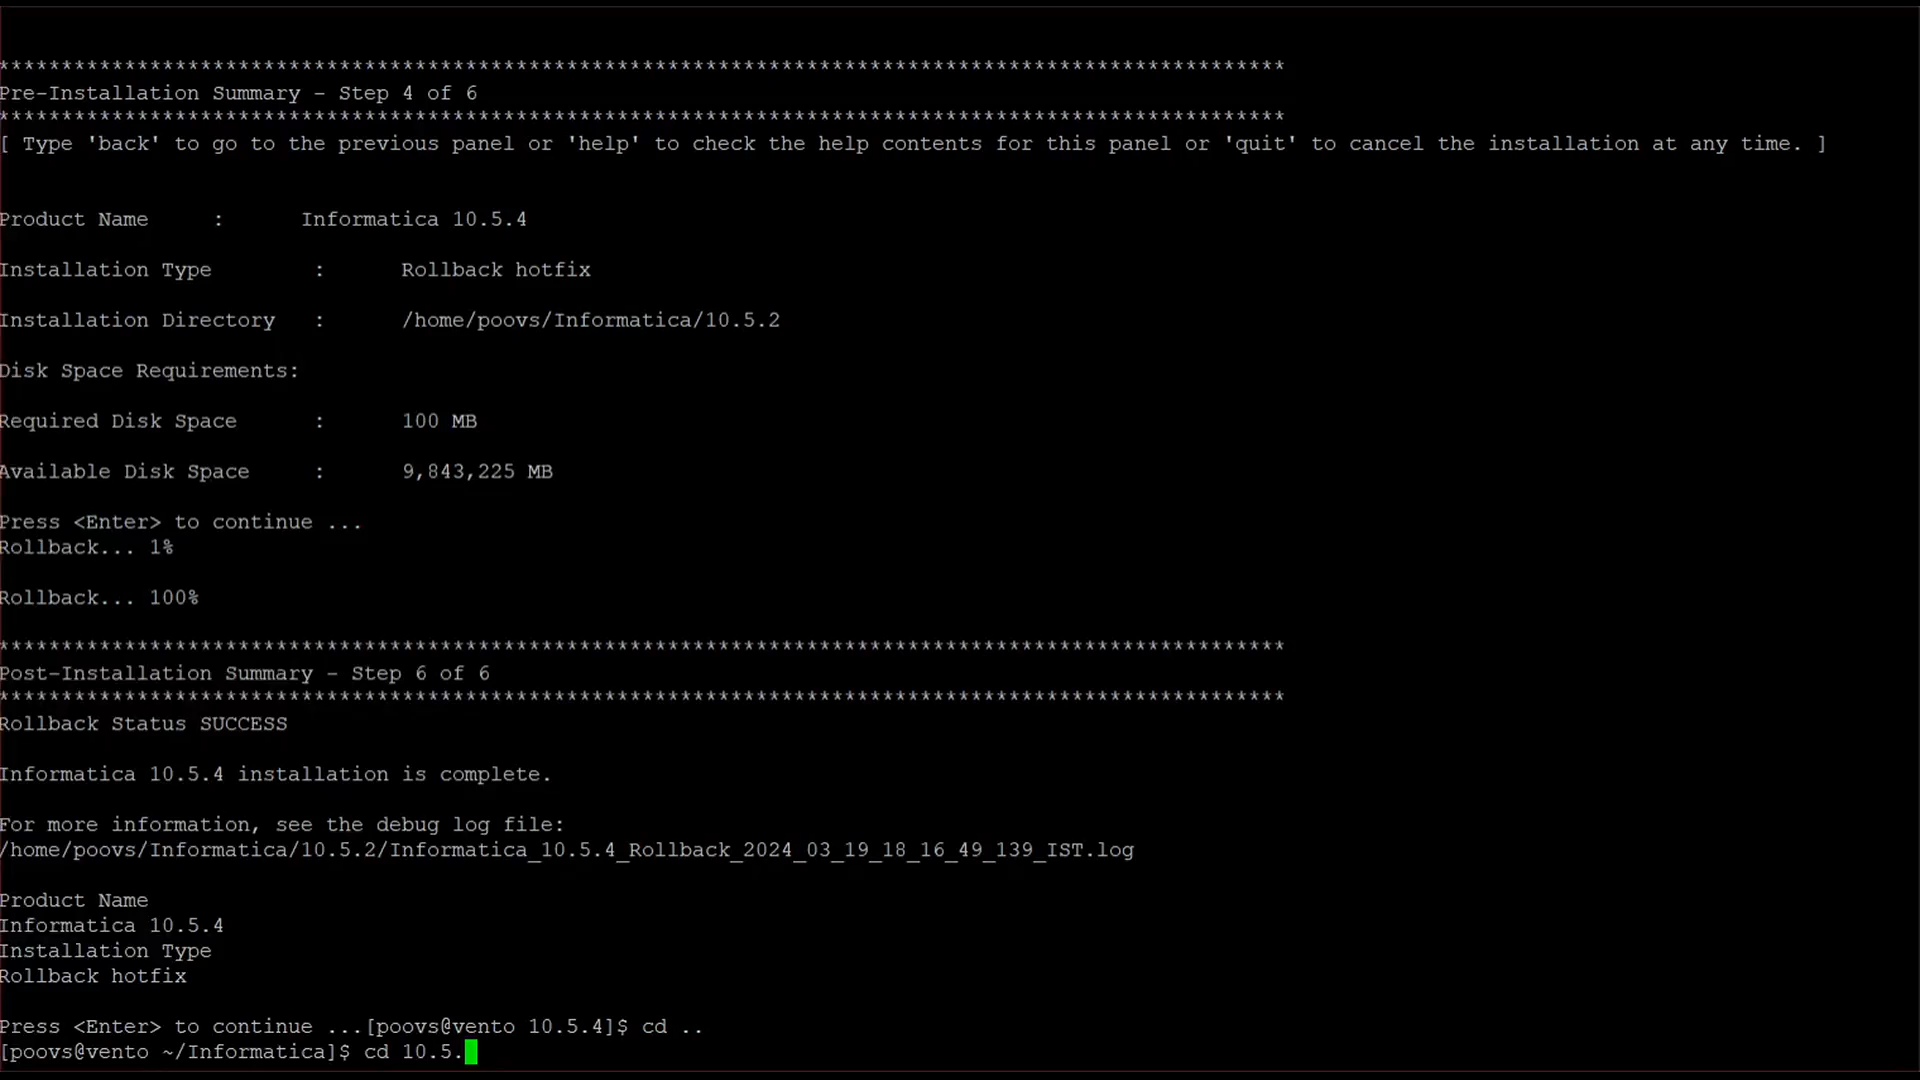 ******************************************************************************************************
Pre-Installation Summary - Step 4 of 6
******************************************************************************************************
[ Type 'back' to go to the previous panel or 'help' to check the help contents for this panel or 'quit' to cancel the installation at any time. ]
Product Name : Informatica 10.5.4
Installation Type : Rollback hotfix
Installation Directory : /home/poovs/Informatica/10.5.2
Disk Space Requirements:
Required Disk Space : 100 MB
Available Disk Space : 9,843,225 MB
Press <Enter> to continue ...
Rollback... 1%
Rollback... 100%
******************************************************************************************************
Post-Installation Summary - Step 6 of 6
******************************************************************************************************
Rollback Status SUCCESS
Informatica 10.5.4 installation is complete.
For more information, see the debug log file:
/home/poovs/Informatica/10.5.2/Informatica_10.5.4_Rollback_2024_03_19_18_16_49_139_IST.log
Product Name
Informatica 10.5.4
Installation Type
Rollback hotfix
Press <Enter> to continue ...[poovs@vento 10.5.4]$ cd ..
[poovs@vento ~/Informatica]$ cd 10.5.